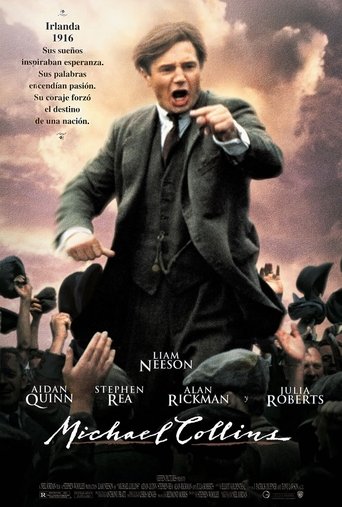 Irlanda
1916
Sus sueños
inspiraban esperanza.
Sus palabras
encendían pasión.
Su coraje forzó
el destino
de una nación.
LIAM
NEESON
AIDAN
QUINN
STEPHEN
REA
ALAN
RICKMAN
y
JULIA
ROBERTS
Michael Collins